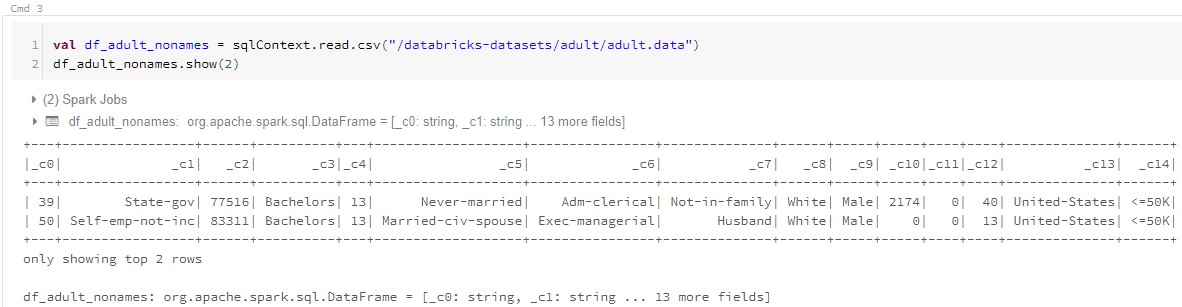 Cmd 3
1 val df_adult_nonames = sqlContext.read.csv("/databricks-datasets/adult/adult.data")
2 df_adult_nonames.show(2)
(2) Spark Jobs
df_adult_nonames: org.apache.spark.sql.DataFrame = [_c0: string, _c1: string ... 13 more fields]
+---+----------------+------+----------+---+-------------------+----------------+--------------+------+-----+-----+----+----+--------------+------+
|_c0|             _c1|   _c2|       _c3|_c4|                _c5|             _c6|           _c7|   _c8|  _c9| _c10|_c11|_c12|          _c13|  _c14|
+---+----------------+------+----------+---+-------------------+----------------+--------------+------+-----+-----+----+----+--------------+------+
| 39|       State-gov| 77516| Bachelors| 13|      Never-married|    Adm-clerical| Not-in-family| White| Male| 2174|   0|  40| United-States| <=50K|
| 50| Self-emp-not-inc| 83311| Bachelors| 13| Married-civ-spouse| Exec-managerial|       Husband| White| Male|    0|   0|  13| United-States| <=50K|
+---+----------------+------+----------+---+-------------------+----------------+--------------+------+-----+-----+----+----+--------------+------+
only showing top 2 rows
df_adult_nonames: org.apache.spark.sql.DataFrame = [_c0: string, _c1: string ... 13 more fields]